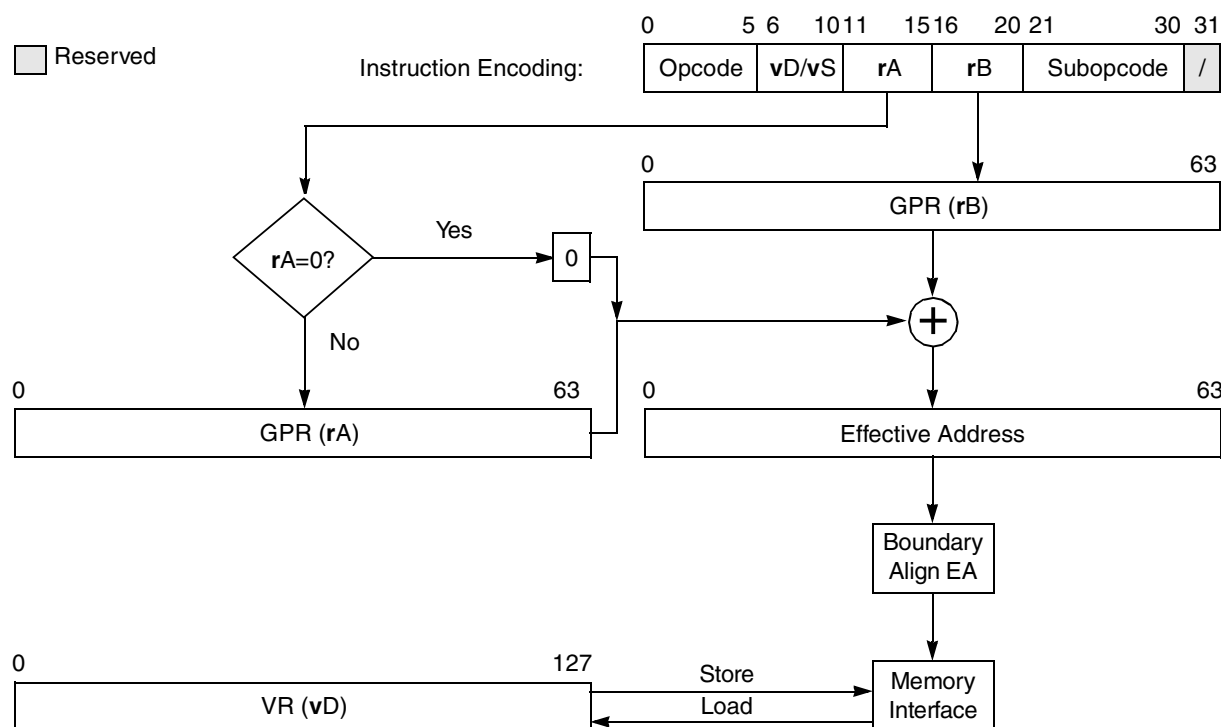 0 5 6 10 11 15 16 20 21 30 31
Reserved
Instruction Encoding:
Opcode vD/vS rA rB Subopcode /
0 63
GPR (rB)
Yes
rA=0?
0
+
No
0 63
GPR (rA)
0 63
Effective Address
Boundary
Align EA
0 127
VR (vD)
Store
Load
Memory
Interface